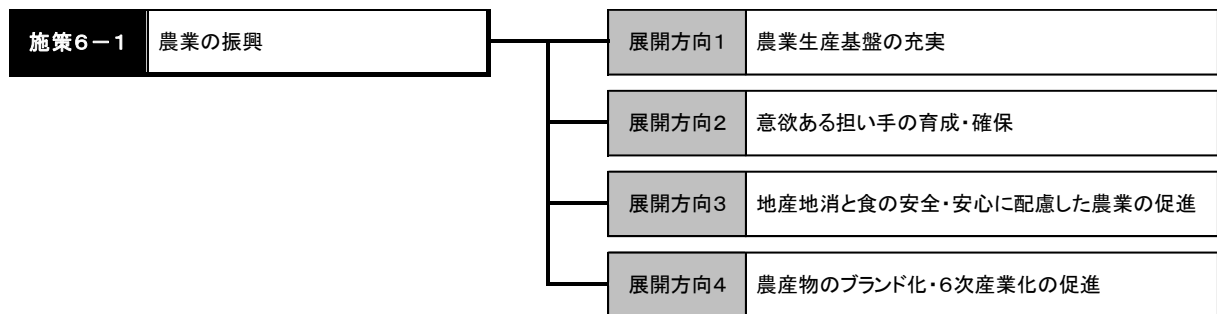 施策6-1 農業の振興
展開方向1 農業生産基盤の充実
展開方向2 意欲ある担い手の育成・確保
展開方向3 地産地消と食の安全・安心に配慮した農業の促進
展開方向4 農産物のブランド化・6次産業化の促進